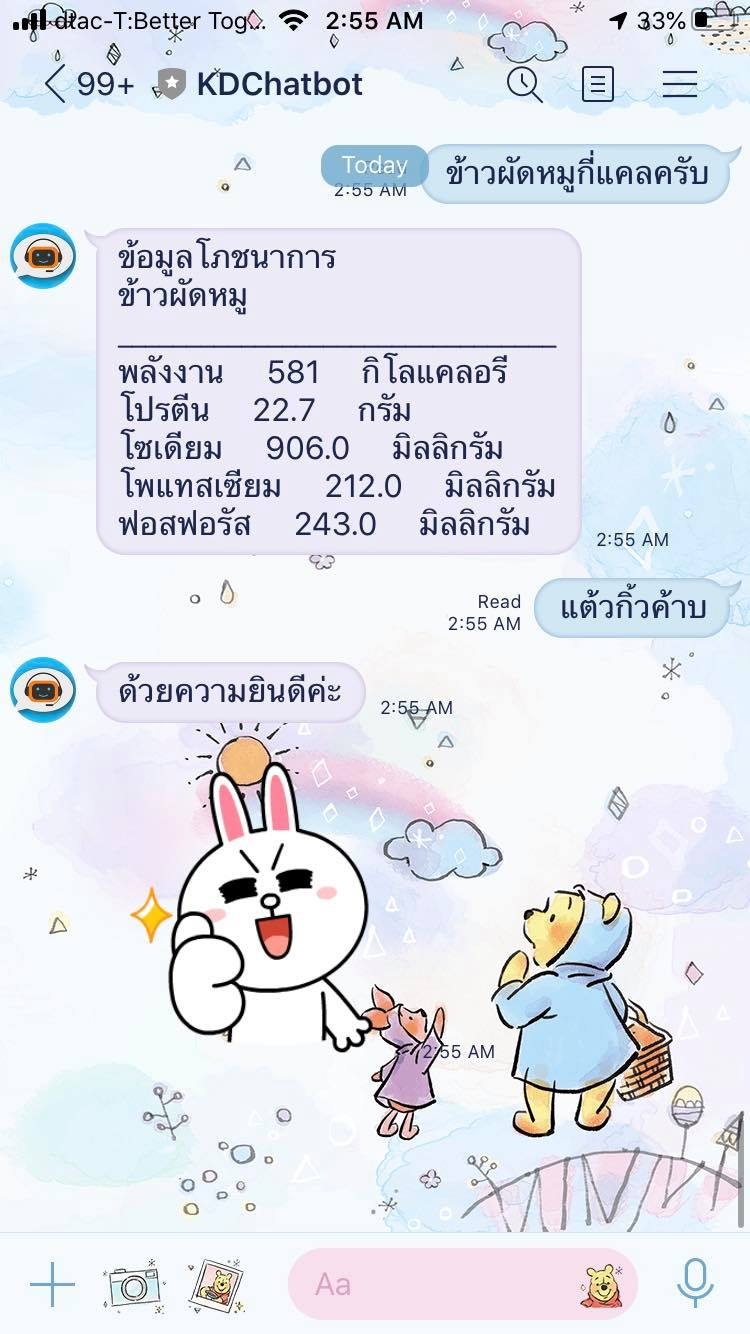 dtac-T:Better Tog... 2:55 AM 33%
99+ KDChatbot
Today
2:55 AM
ข้าวผัดหมูกี่แคลครับ
ข้อมูลโภชนาการ
ข้าวผัดหมู
พลังงาน 581 กิโลแคลอรี
โปรตีน 22.7 กรัม
โซเดียม 906.0 มิลลิกรัม
โพแทสเซียม 212.0 มิลลิกรัม
ฟอสฟอรัส 243.0 มิลลิกรัม
2:55 AM
Read
2:55 AM
แต้วกิ้วค้าบ
ด้วยความยินดีค่ะ
2:55 AM
2:55 AM
Aa